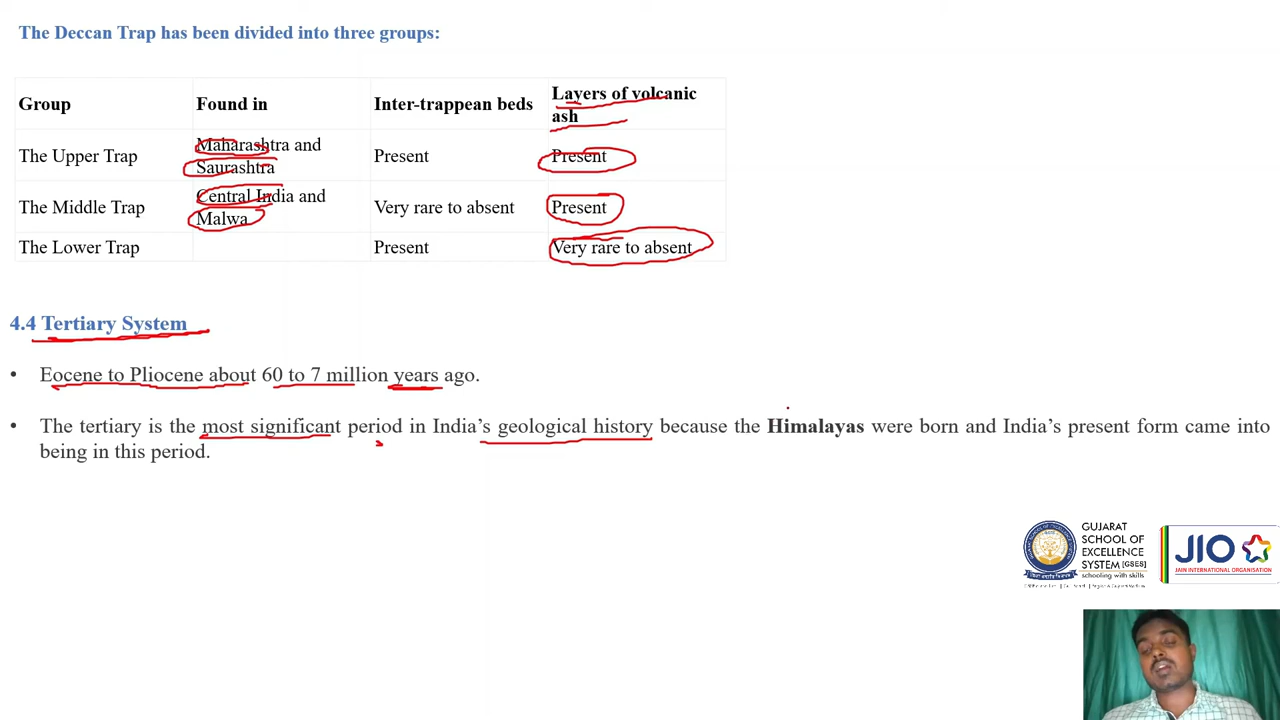 The Deccan Trap has been divided into three groups:
Group Found in Inter-trappean beds Layers of volcanic ash
The Upper Trap Maharashtra and Saurashtra Present Present
The Middle Trap Central India and Malwa Very rare to absent Present
The Lower Trap Present Very rare to absent
4.4 Tertiary System
• Eocene to Pliocene about 60 to 7 million years ago.
• The tertiary is the most significant period in India's geological history because the Himalayas were born and India's present form came into
being in this period.
GUJARAT
SCHOOL OF
EXCELLENCE
SYSTEM [GSES]
schooling with skills
JIO
JAIN INTERNATIONAL ORGANISATION